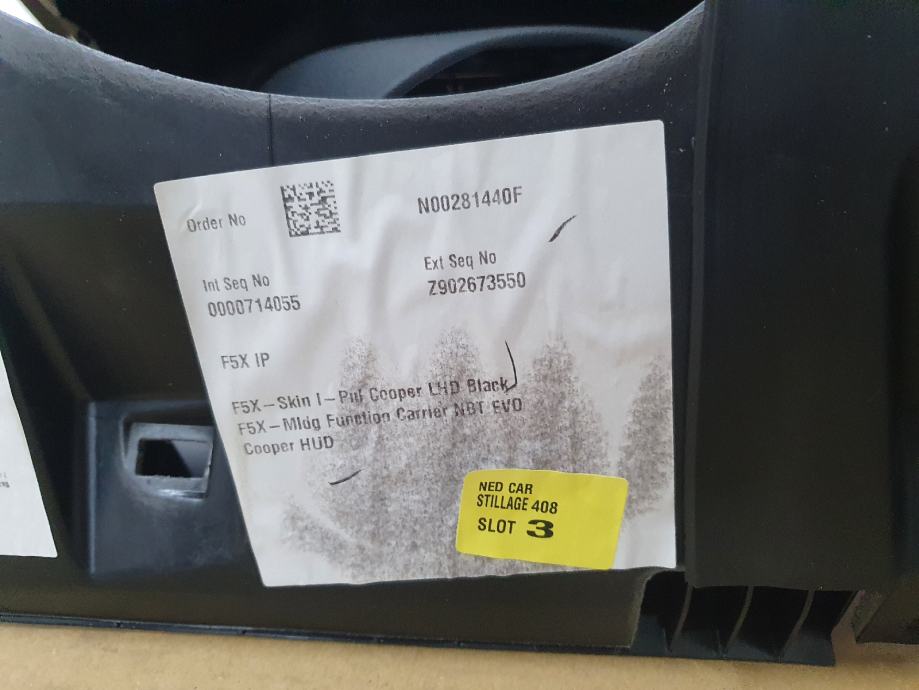 Order No
N00281440F
Int Seq No
0000714055
Ext Seq No
Z902673550
F5X IP
F5X-Skin I-Pnl Cooper LHD Black
F5X-Mldg Function Carrier NBT EVO
Cooper HUD
NED CAR
STILLAGE 408
SLOT 3